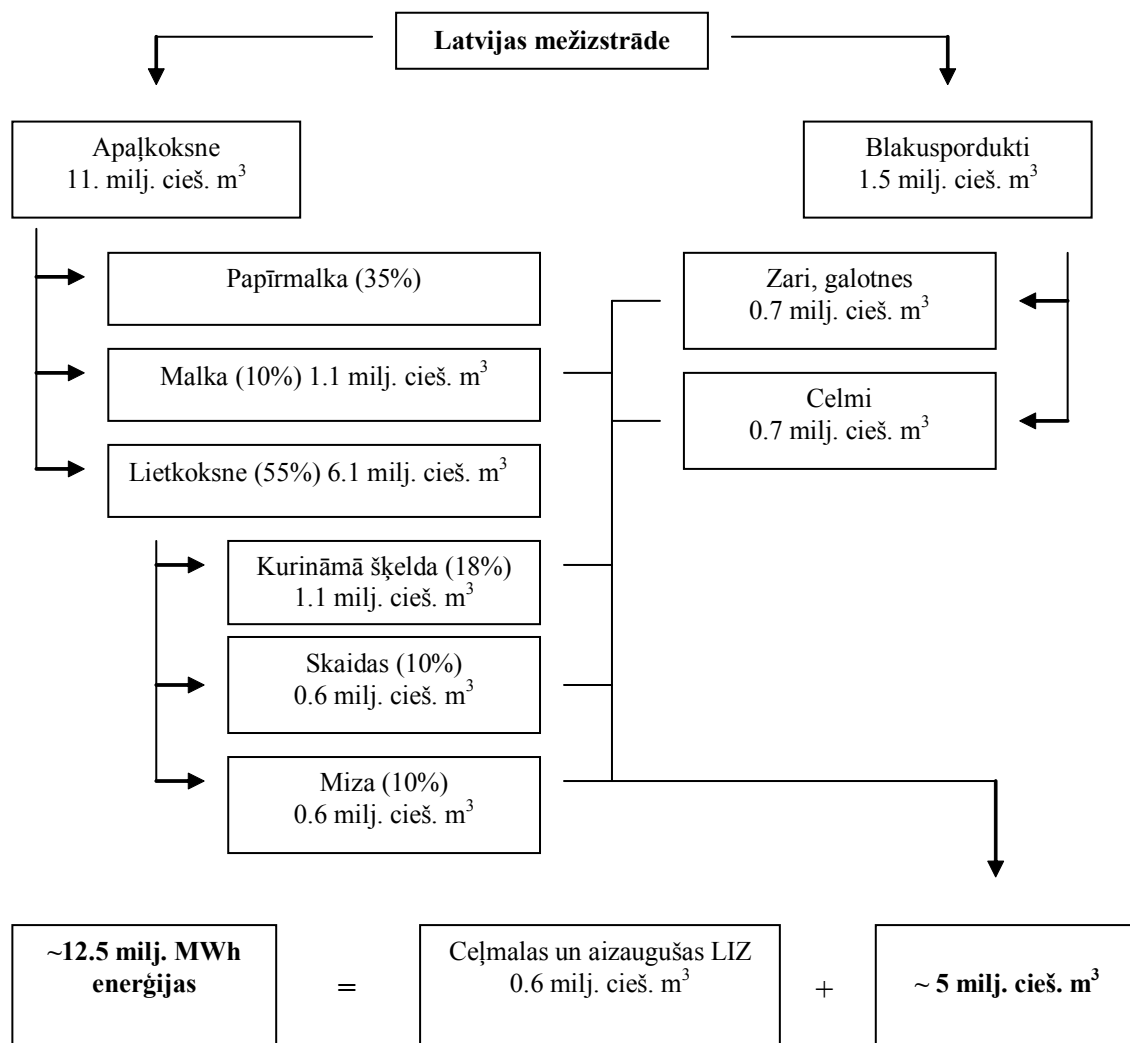 Latvijas mežizstrāde
Apaļkoksne
11. milj. cieš. m³
Blakuspordukti
1.5 milj. cieš. m³
Papīrmalka (35%)
Malka (10%) 1.1 milj. cieš. m³
Lietkoksne (55%) 6.1 milj. cieš. m³
Zari, galotnes
0.7 milj. cieš. m³
Celmi
0.7 milj. cieš. m³
Kurināmā šķelda (18%)
1.1 milj. cieš. m³
Skaidas (10%)
0.6 milj. cieš. m³
Miza (10%)
0.6 milj. cieš. m³
~12.5 milj. MWh
enerģijas
=
Ceļmalas un aizaugušas LIZ
0.6 milj. cieš. m³
+
~ 5 milj. cieš. m³